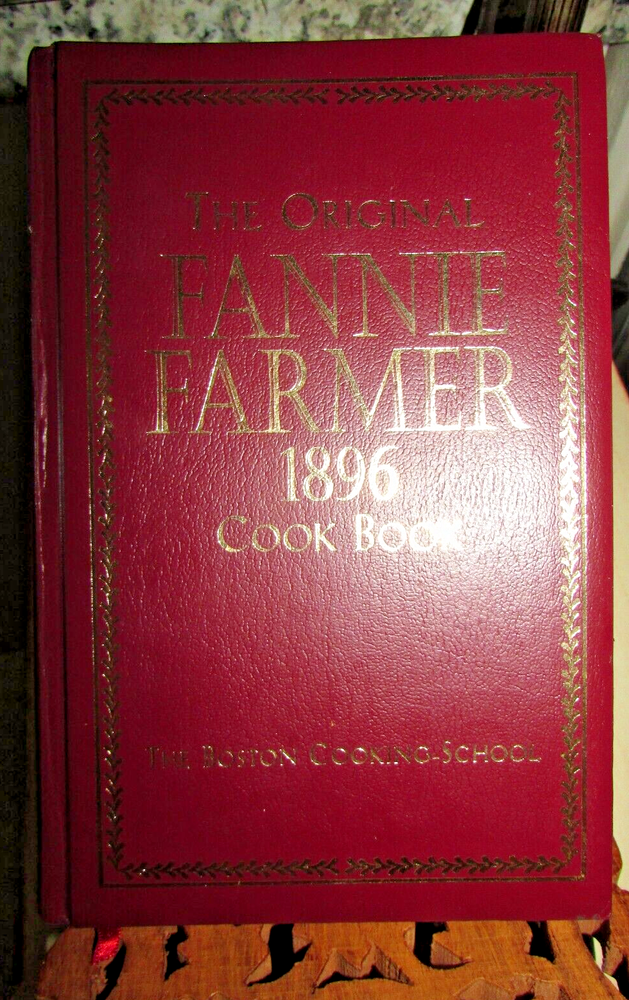 The Original
FANNIE
FARMER
1896
Cook Book
The Boston Cooking-School